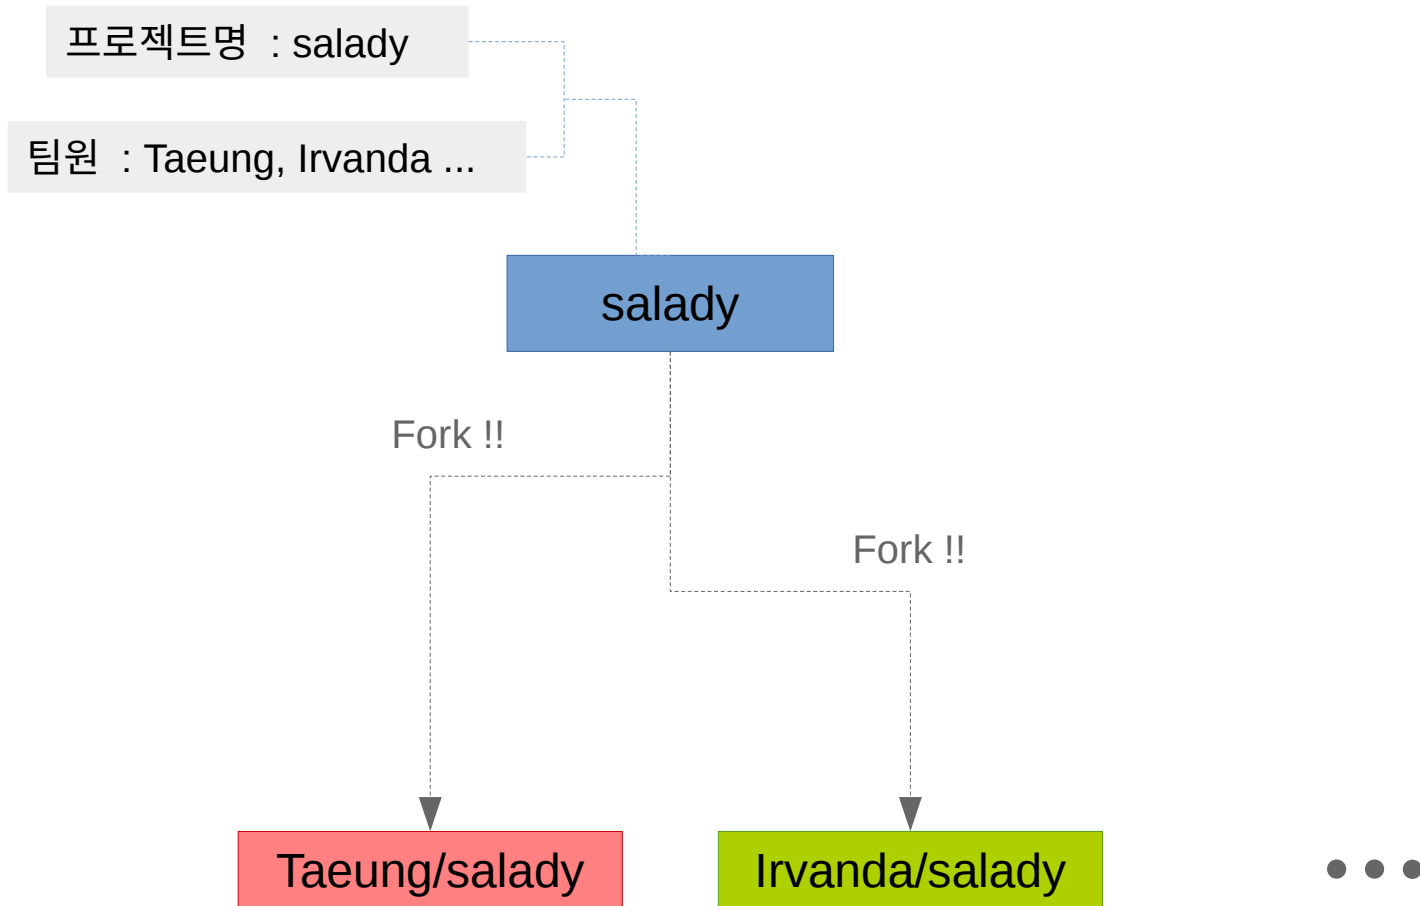 프로젝트명 : salady
팀원 : Taeung, Irvanda ...
salady
Fork !!
Fork !!
Taeung/salady
Irvanda/salady